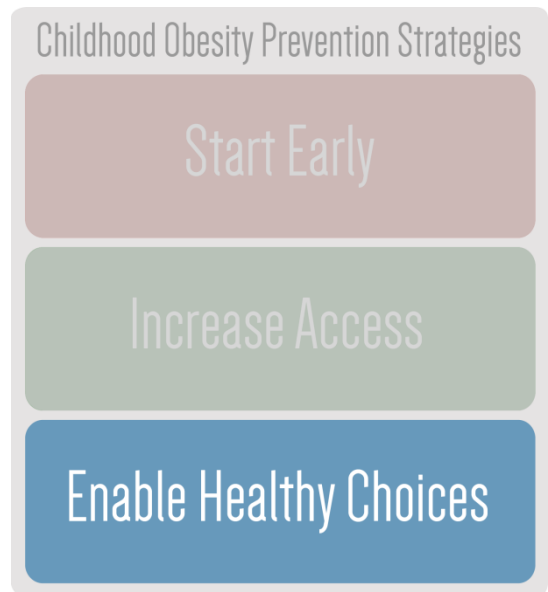 Childhood Obesity Prevention Strategies
Start Early
Increase Access
Enable Healthy Choices